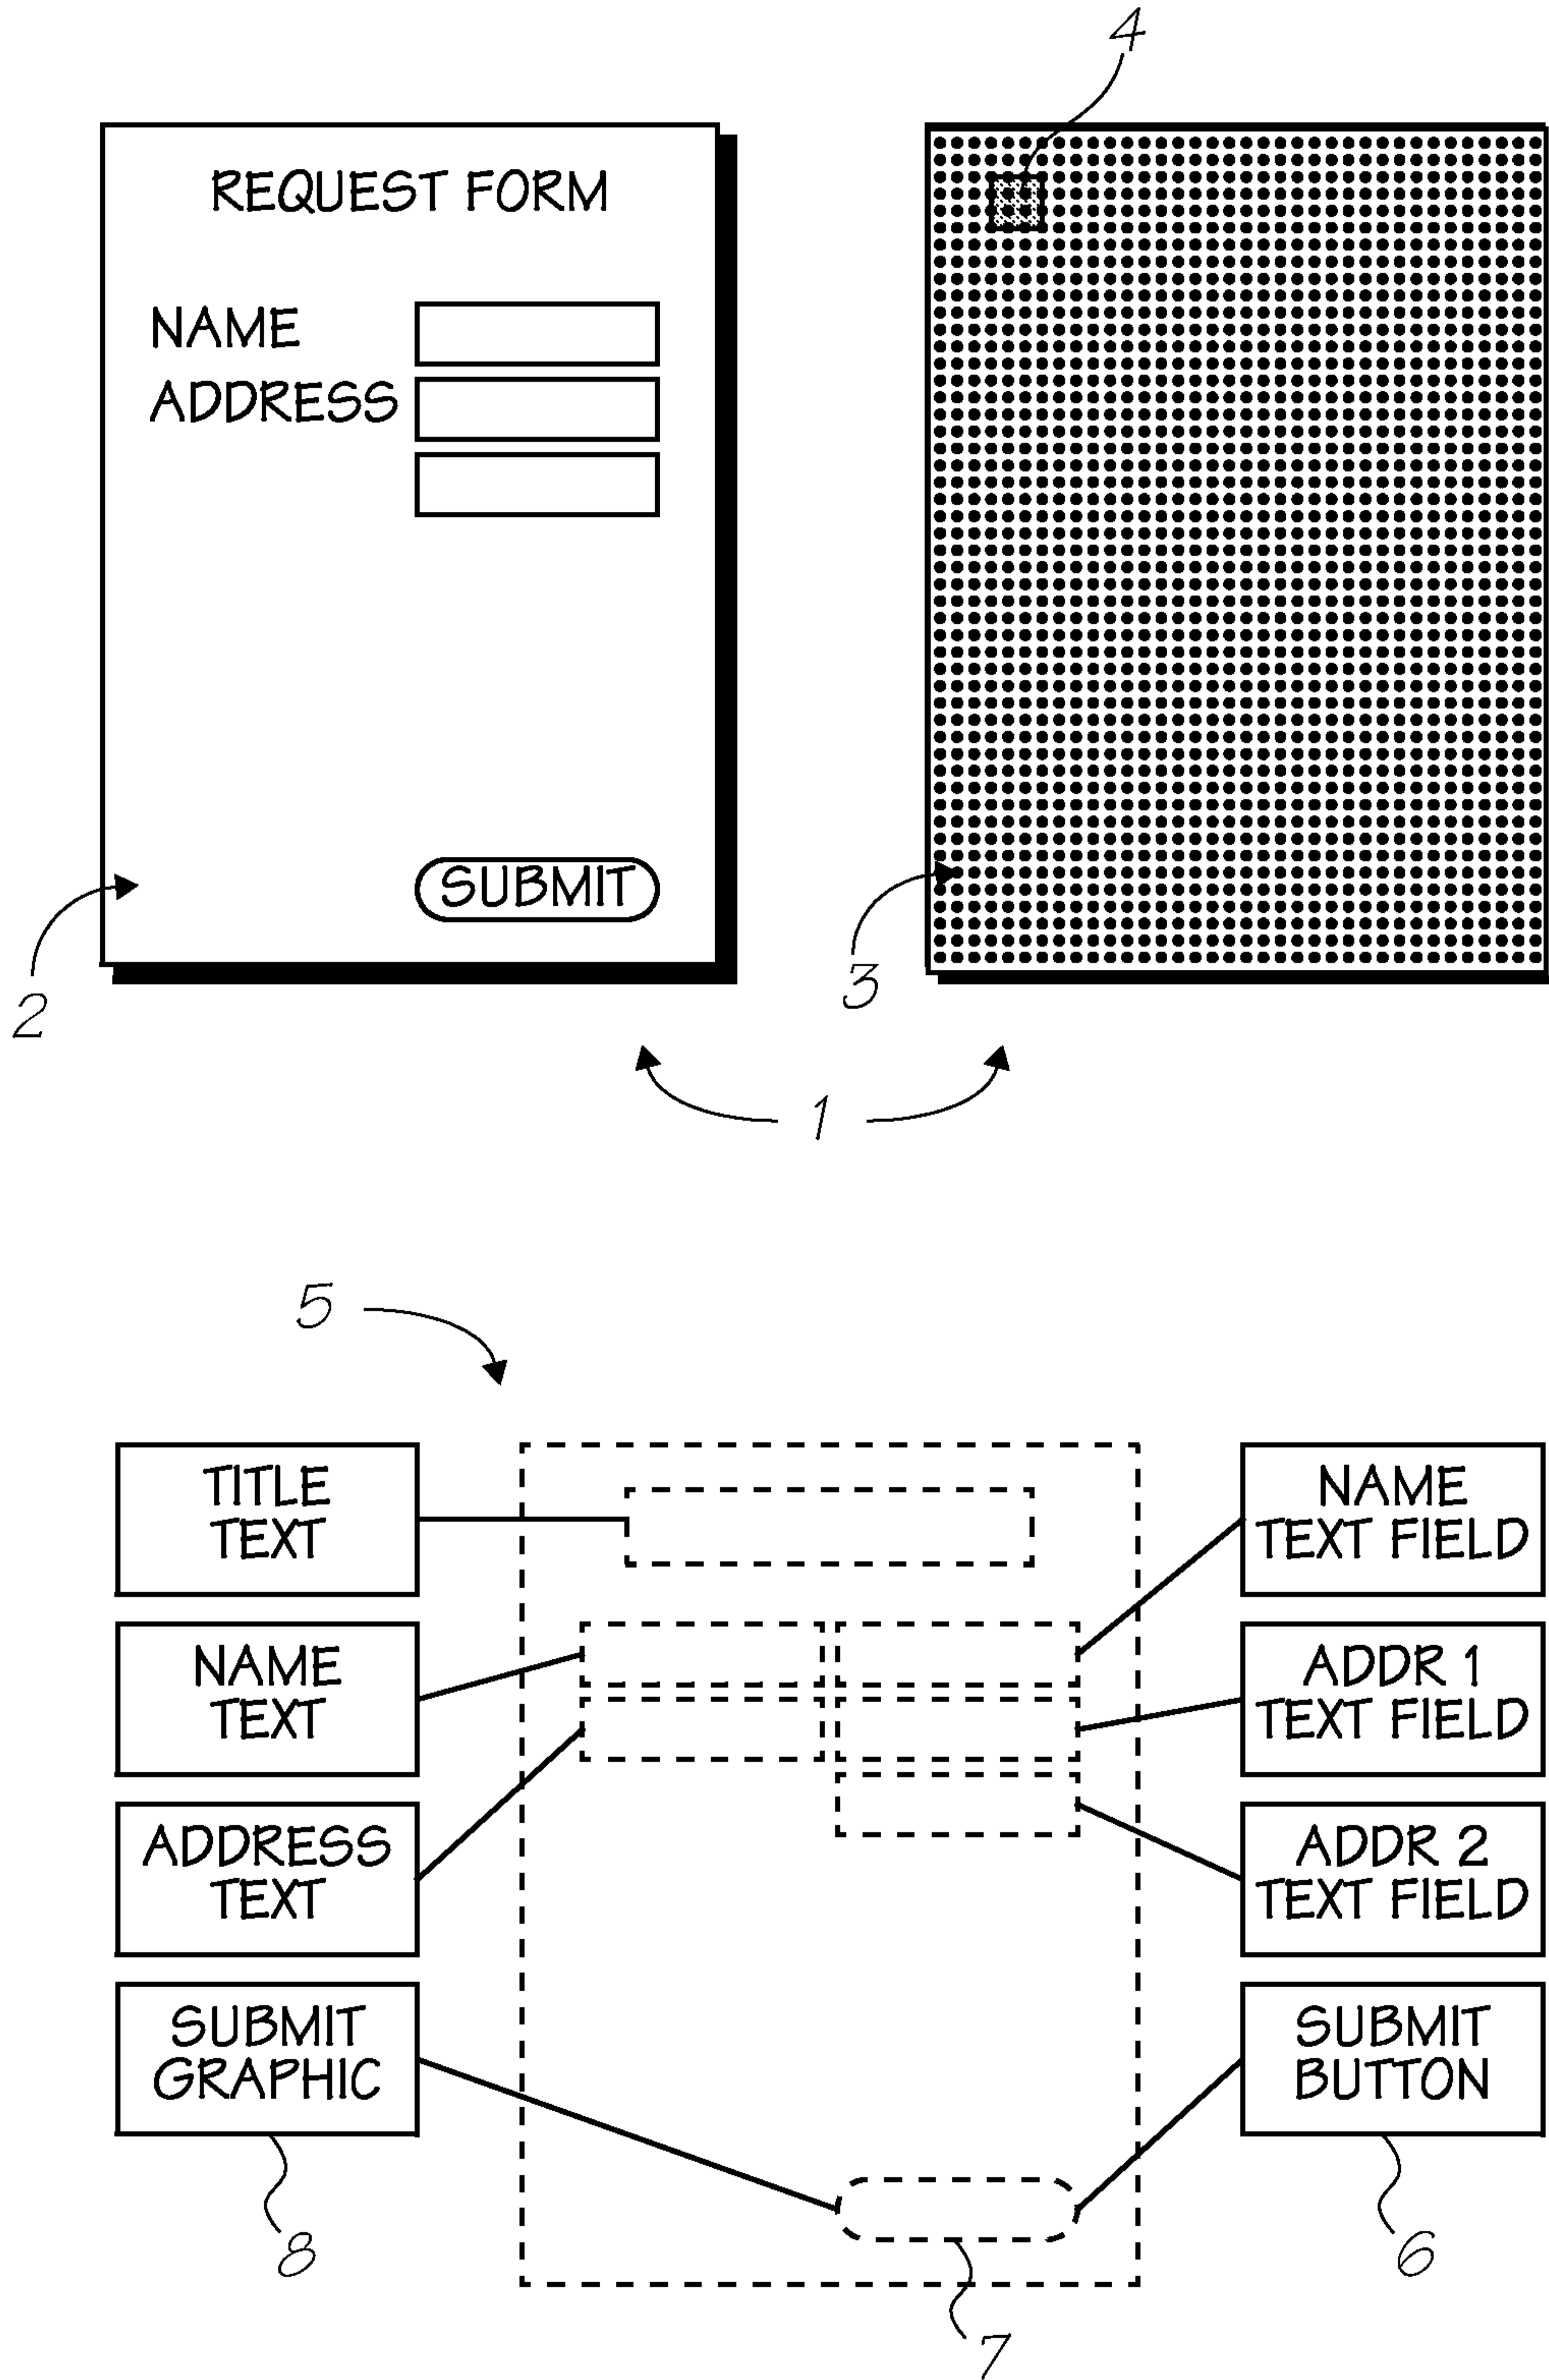 4
REQUEST FORM
NAME
ADDRESS
SUBMIT
2
3
1
5
TITLE
TEXT
NAME
TEXT FIELD
NAME
TEXT
ADDR 1
TEXT FIELD
ADDRESS
TEXT
ADDR 2
TEXT FIELD
SUBMIT
GRAPHIC
SUBMIT
BUTTON
8
6
7